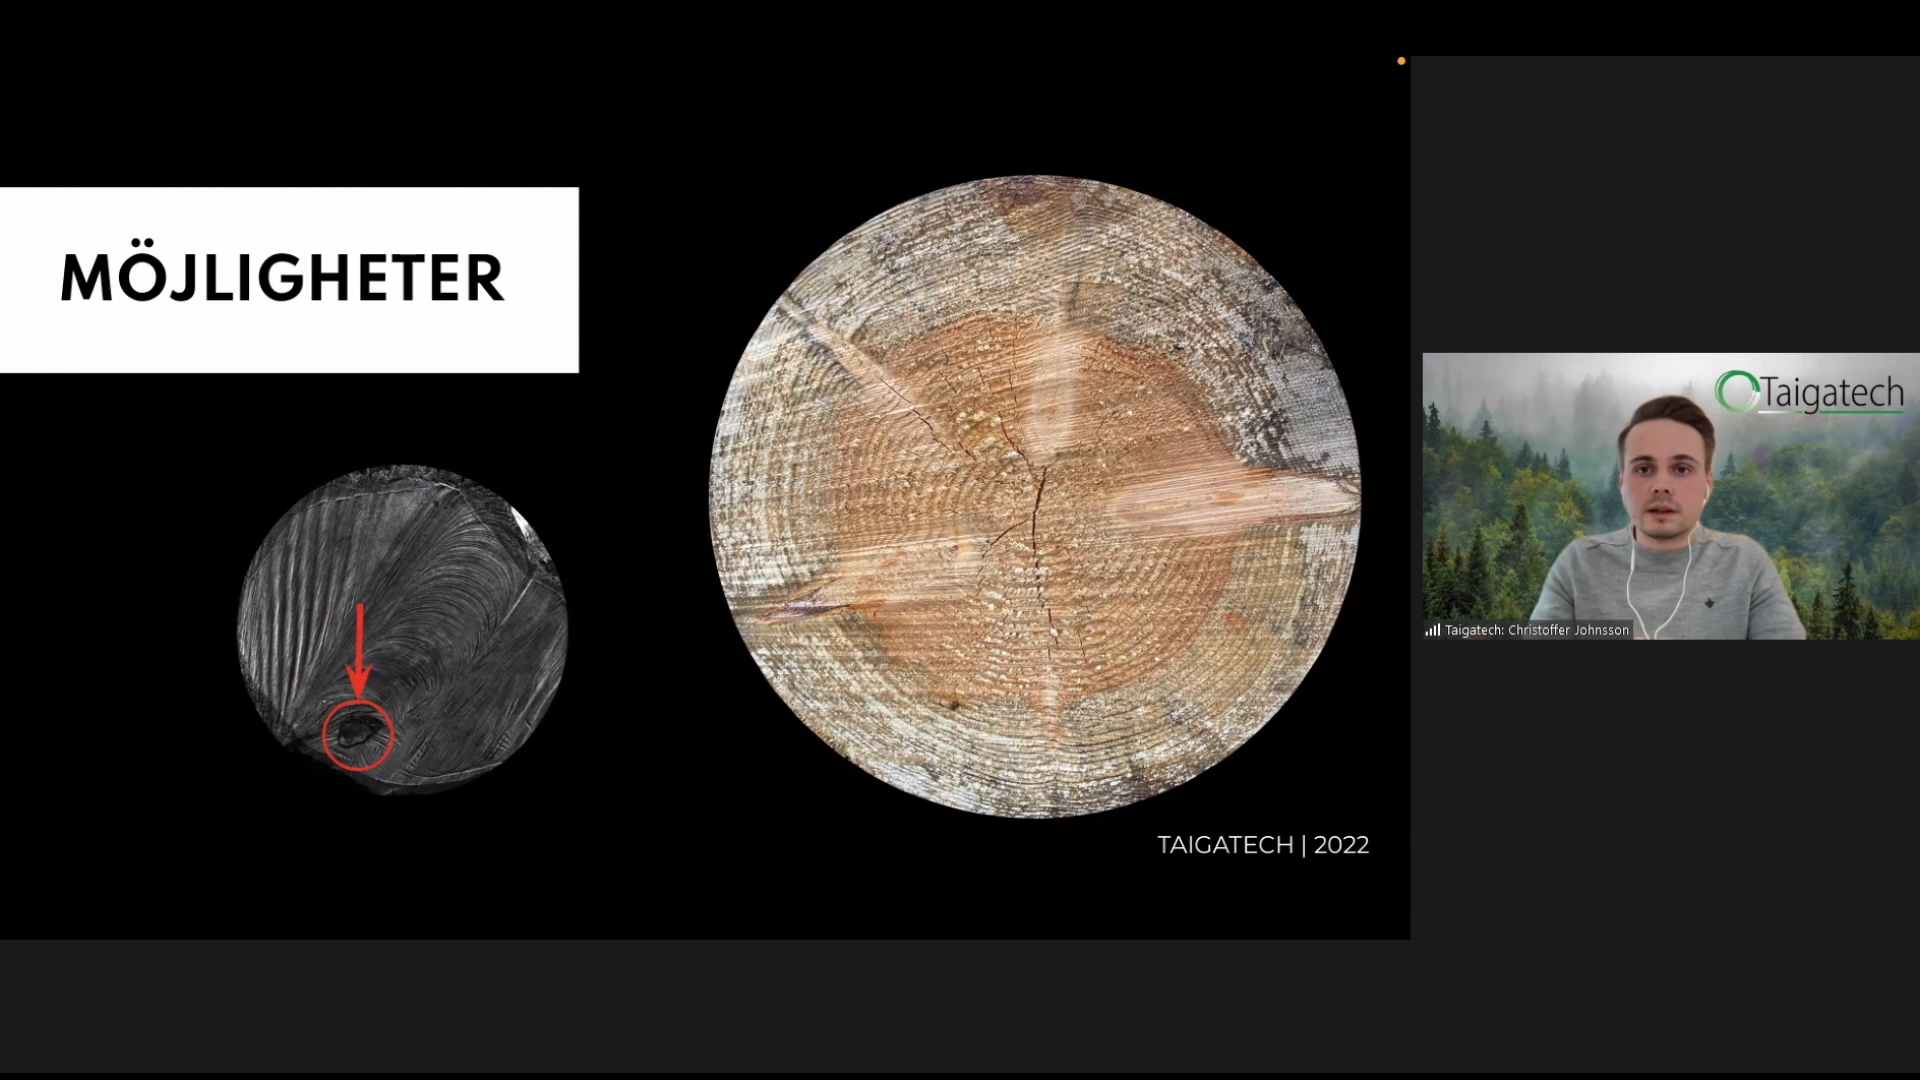 MÖJLIGHETER
TAIGATECH | 2022
Taigatech
Taigatech: Christoffer Johnsson